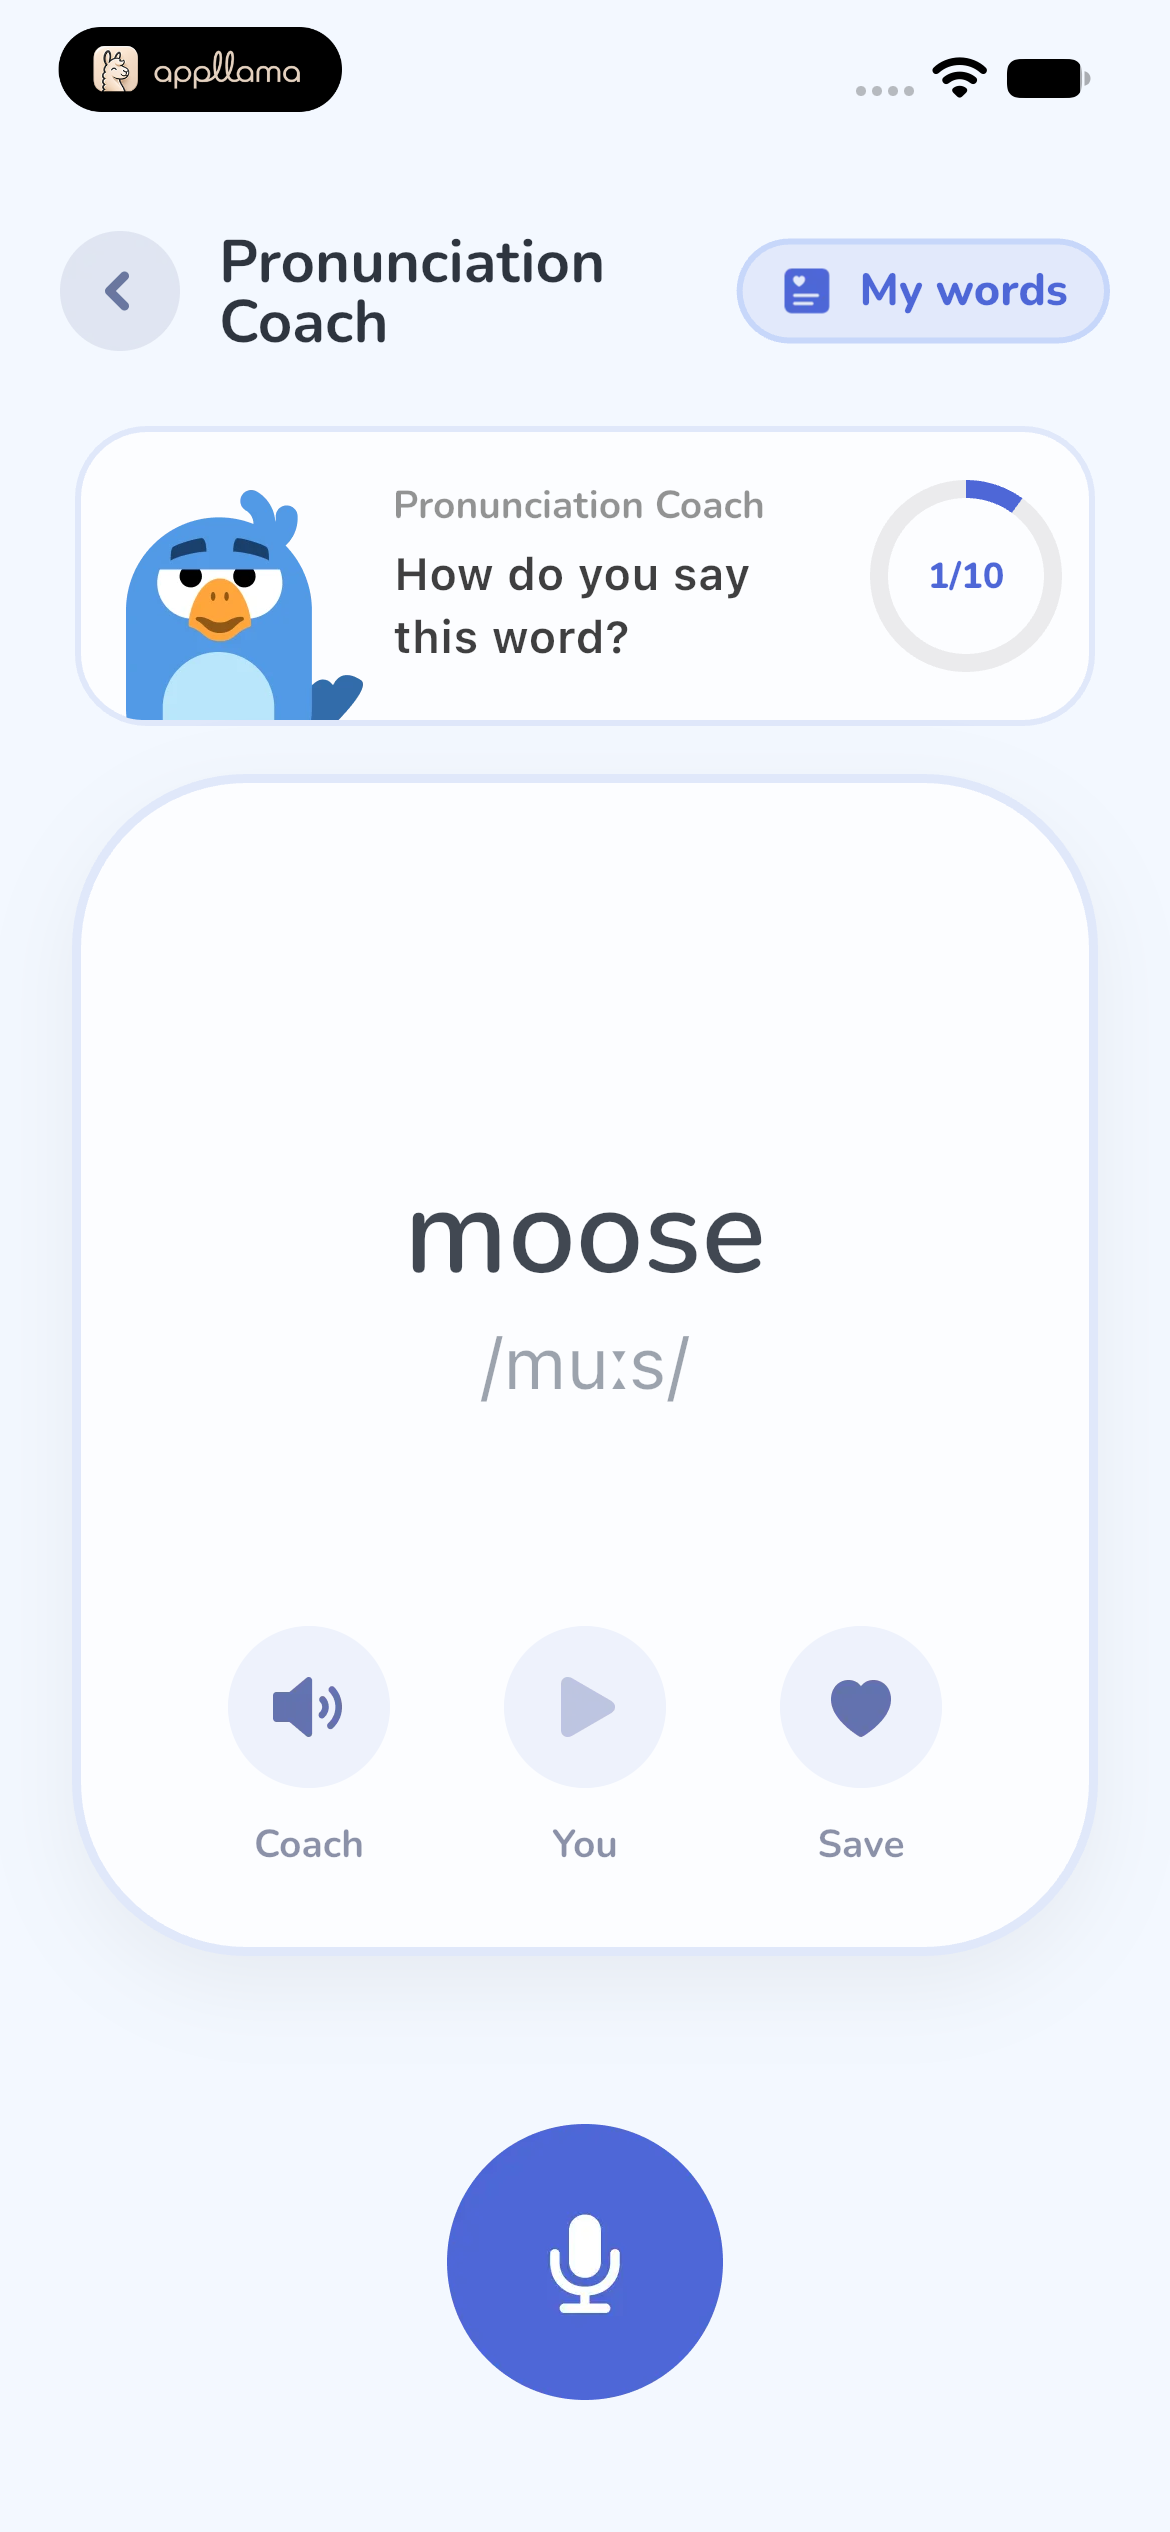 appllama
Pronunciation
Coach
My words
Pronunciation Coach
How do you say
this word?
1/10
moose
/muːs/
Coach
You
Save